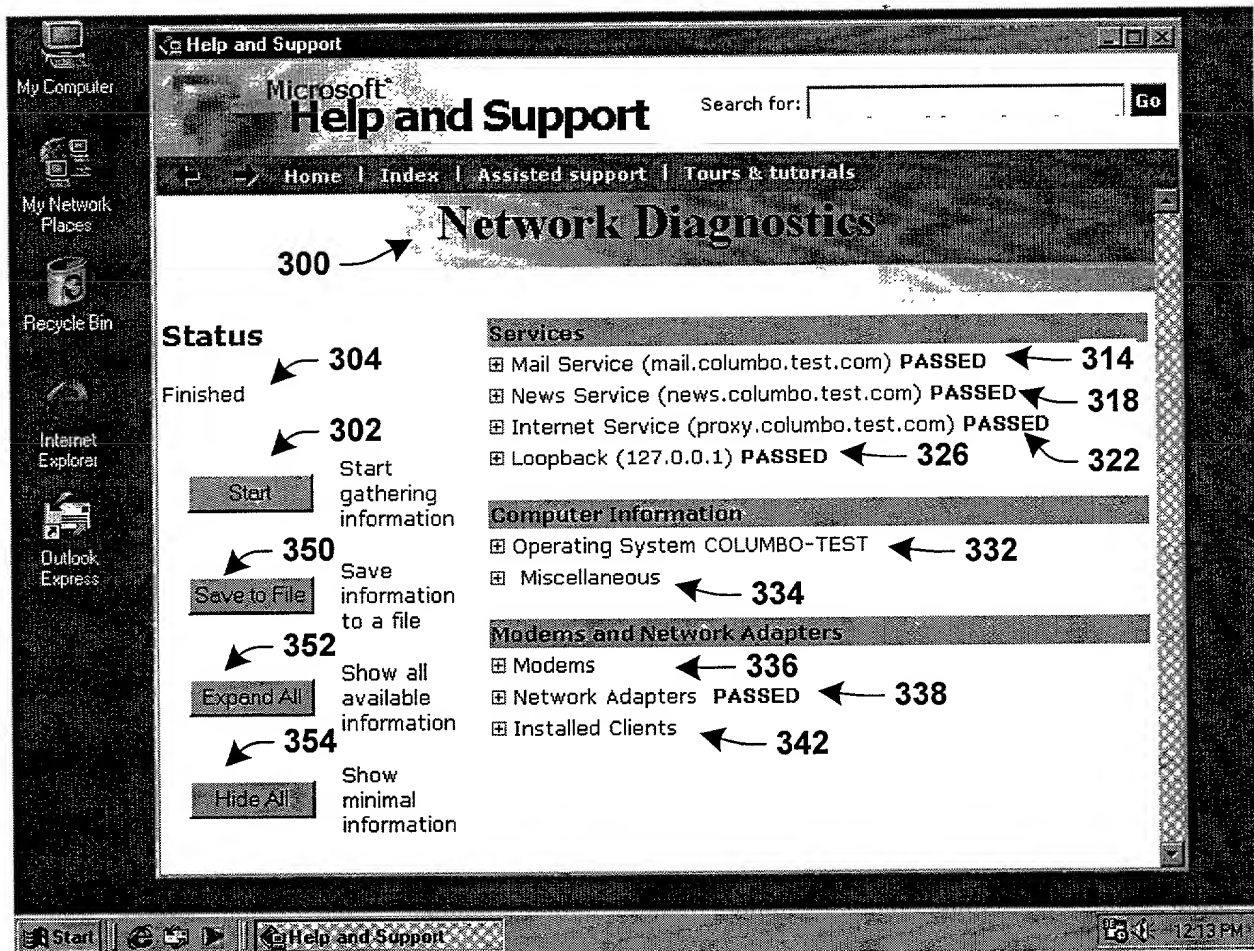 My Computer
My Network
Places
Recycle Bin
Internet
Explorer
Outlook
Express
Help and Support
Microsoft®
Help and Support
Search for:
Go
Home | Index | Assisted support | Tours & tutorials
Network Diagnostics
300
Status
304
Finished
302
Start
Start
gathering
information
350
Save to File
Save
information
to a file
352
Expand All
Show all
available
information
354
Hide All
Show
minimal
information
Services
Mail Service (mail.columbo.test.com) PASSED
314
News Service (news.columbo.test.com) PASSED
318
Internet Service (proxy.columbo.test.com) PASSED
322
Loopback (127.0.0.1) PASSED
326
Computer Information
Operating System COLUMBO-TEST
332
Miscellaneous
334
Modems and Network Adapters
Modems
336
Network Adapters PASSED
338
Installed Clients
342
Start
Help and Support
12:13 PM